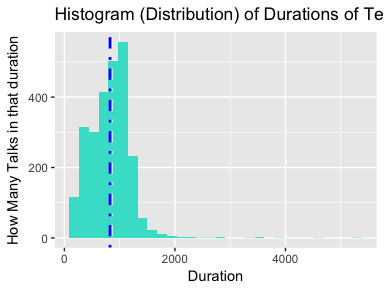 Histogram (Distribution) of Durations of Te
How Many Talks in that duration
400
200
0
0
2000
4000
Duration